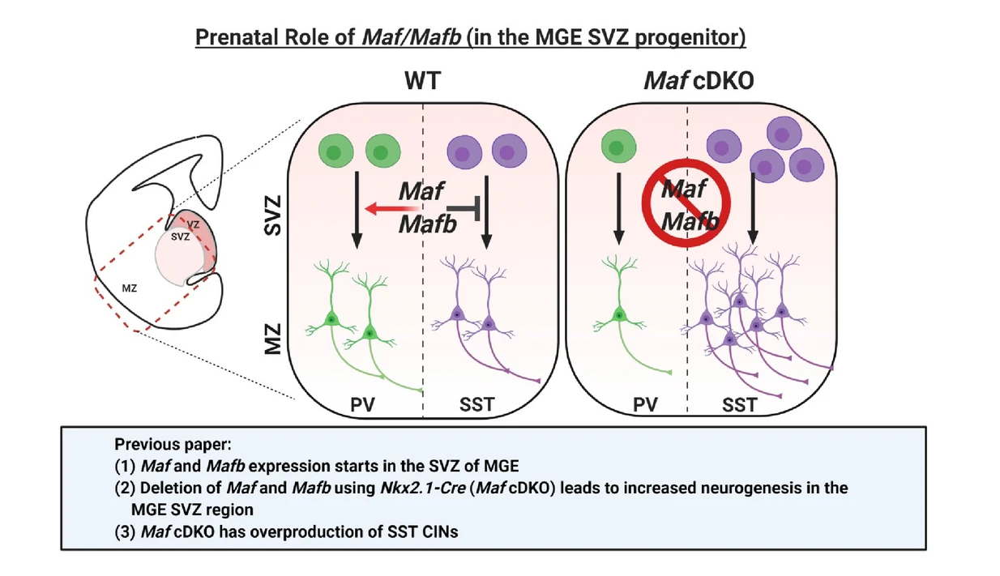 Prenatal Role of Maf/Mafb (in the MGE SVZ progenitor)
WT
Maf cDKO
VZ
SVZ
MZ
SVZ
MZ
Maf
Mafb
Maf
Mafb
PV
SST
PV
SST
Previous paper:
(1) Maf and Mafb expression starts in the SVZ of MGE
(2) Deletion of Maf and Mafb using Nkx2.1-Cre (Maf cDKO) leads to increased neurogenesis in the
MGE SVZ region
(3) Maf cDKO has overproduction of SST CINs